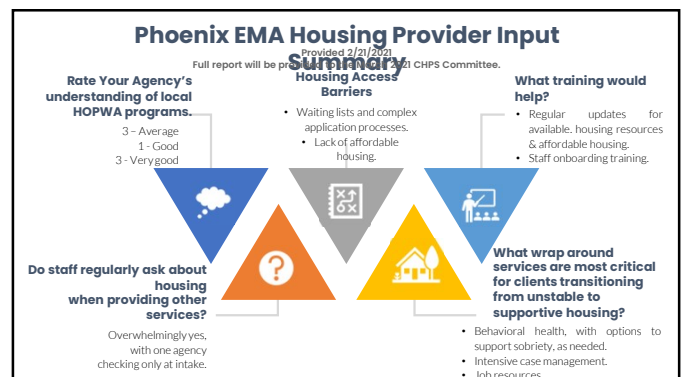 Phoenix EMA Housing Provider Input
Summary
Provided 2/21/2021
Full report will be provided to the March 2021 CHPS Committee.
Rate Your Agency's
understanding of local
HOPWA programs.
3 – Average
1 - Good
3 - Very good
Housing Access
Barriers
• Waiting lists and complex
application processes.
• Lack of affordable
housing.
What training would
help?
• Regular updates for
available. housing resources
& affordable housing.
• Staff onboarding training.
Do staff regularly ask about
housing
when providing other
services?
Overwhelmingly yes,
with one agency
checking only at intake.
What wrap around
services are most critical
for clients transitioning
from unstable to
supportive housing?
• Behavioral health, with options to
support sobriety, as needed.
• Intensive case management.
• Job resources